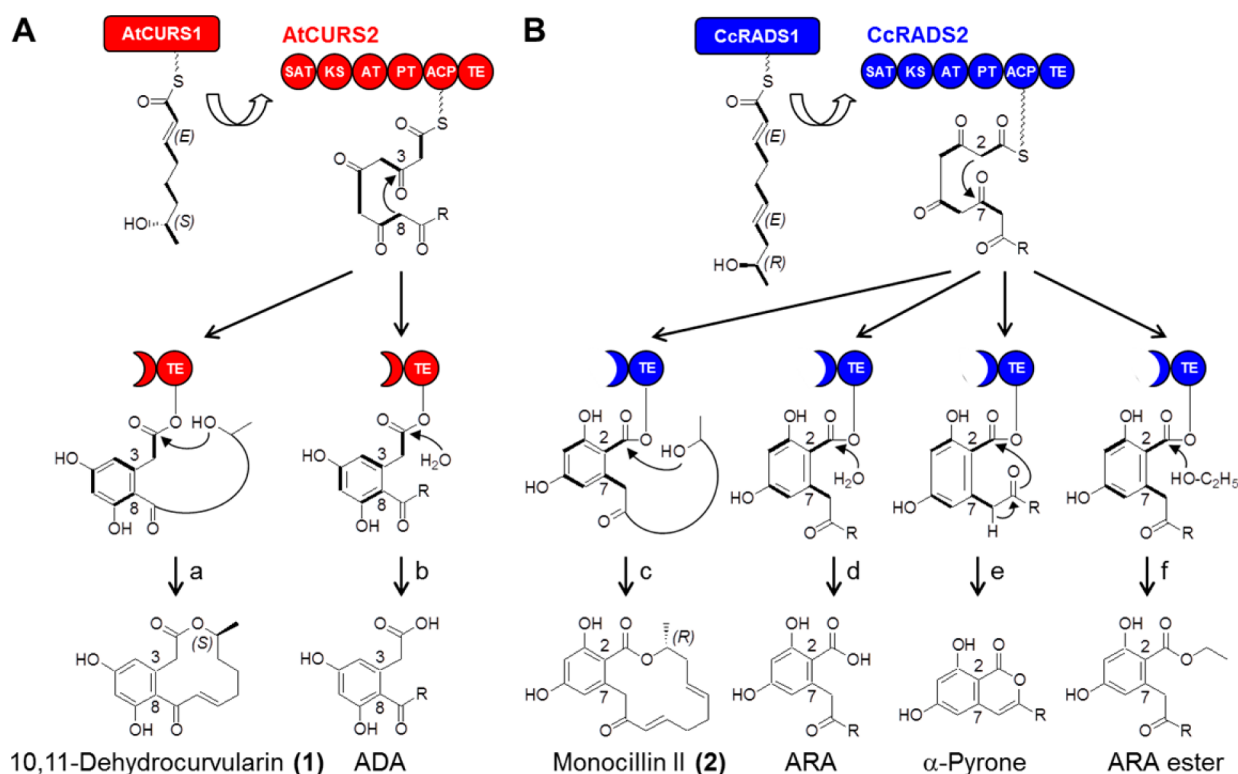 A
AtCURS1
AtCURS2
SAT KS AT PT ACP TE
S
O
(E)
HO
(S)
O S
O 3
O
8 R
O O
B
CcRADS1
CcRADS2
SAT KS AT PT ACP TE
S
O
(E)
(E)
HO
(R)
O 2 O
S
O
O 7
O R
TE
O
O HO
HO 3
8
OH O
TE
O
O
HO 3 H₂O
8 R
OH O
TE
OH O
2 O
HO
HO 7
O
TE
OH O
2 O
H₂O
HO 7
O R
TE
OH O
2 O
O
HO 7 R
H
TE
OH O
2 O
HO-C₂H₅
HO 7
O R
a
b
c
d
e
f
O O (S)
HO 3
8
OH O
O OH
HO 3
8 R
OH O
OH O (R)
2 O
HO 7
O
OH O
2 OH
HO 7
O R
OH O
2 O
HO 7 R
OH O
2 O
HO 7
O R
10,11-Dehydrocurvularin (1)
ADA
Monocillin II (2)
ARA
α-Pyrone
ARA ester